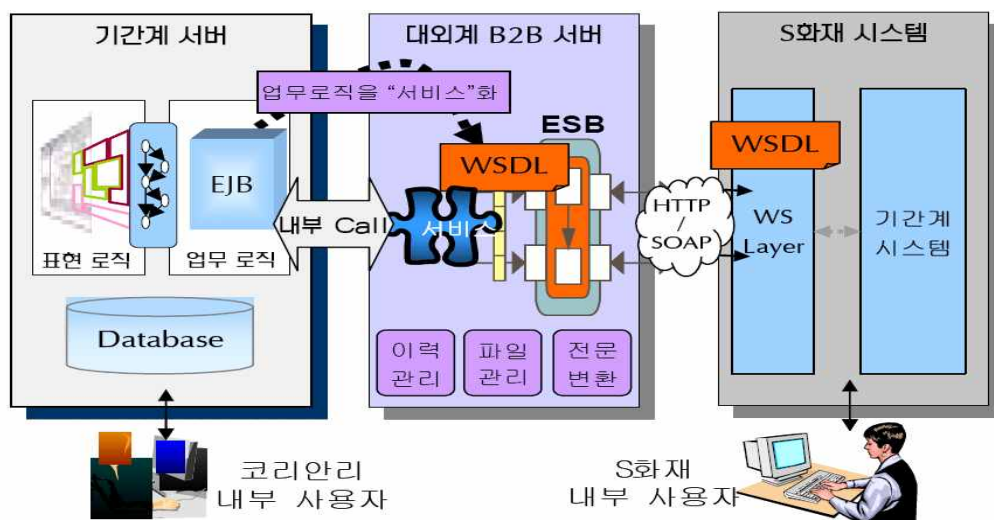 기간계 서버
대외계 B2B 서버
S화재 시스템
업무로직을 "서비스"화
ESB
WSDL
WSDL
EJB
내부 Call
서비스
HTTP
/
SOAP
WS
Layer
기간계
시스템
표현 로직
업무 로직
Database
이력
관리
파일
관리
전문
변환
코리안리
내부 사용자
S화재
내부 사용자